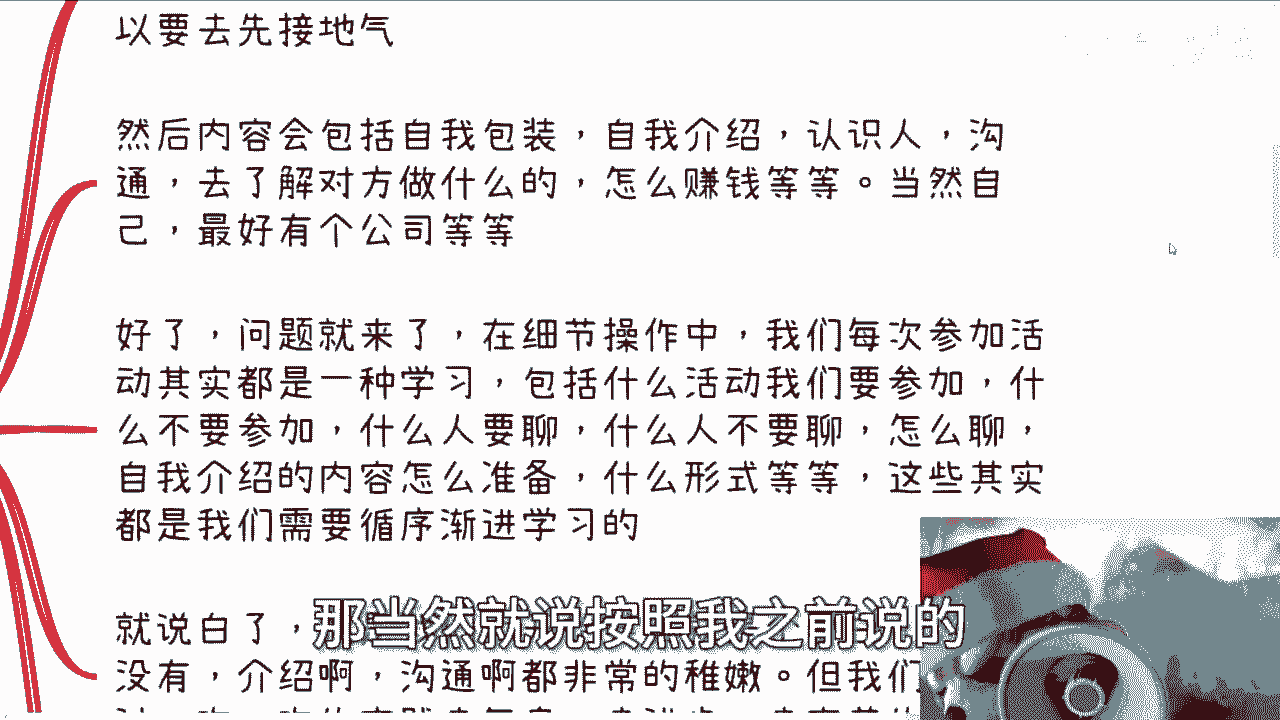 以要去先接地气
然后内容会包括自我包装，自我介绍，认识人，沟
通，去了解对方做什么的，怎么赚钱等等。当然自
己，最好有个公司等等
好了，问题就来了，在细节操作中，我们每次参加活
动其实都是一种学习，包括什么活动我们要参加，什
么不要参加，什么人要聊，什么人不要聊，怎么聊，
自我介绍的内容怎么准备，什么形式等等，这些其实
都是我们需要循序渐进学习的
就说白了，
那当然就说按照我之前说的
没有，介绍啊，沟通啊都非常的稚嫩。但我们